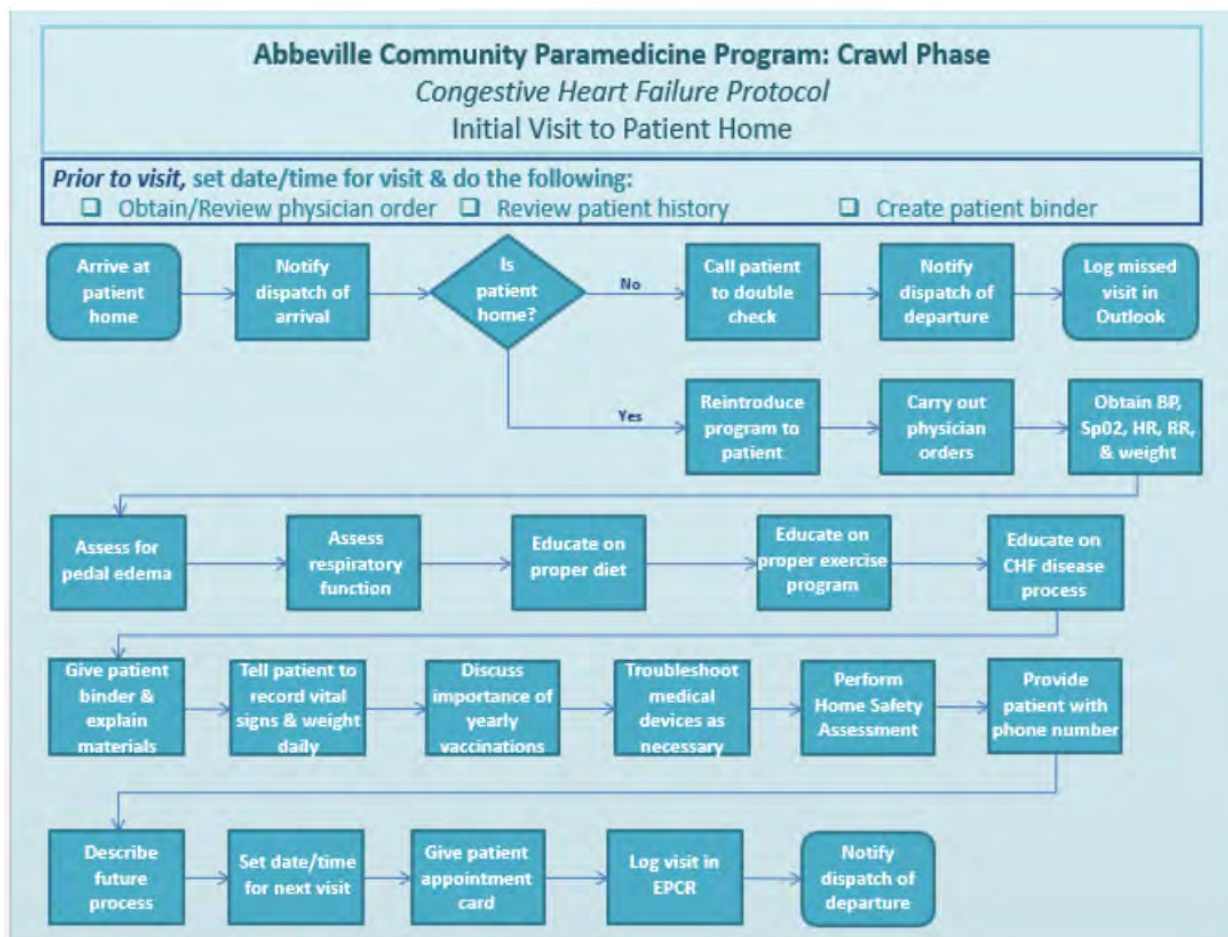 Abbeville Community Paramedicine Program: Crawl Phase
Congestive Heart Failure Protocol
Initial Visit to Patient Home
Prior to visit, set date/time for visit & do the following:
❑ Obtain/Review physician order ❑ Review patient history ❑ Create patient binder
Arrive at
patient
home
Notify
dispatch of
arrival
Is
patient
home?
No
Call patient
to double
check
Notify
dispatch of
departure
Log missed
visit in
Outlook
Yes
Reintroduce
program to
patient
Carry out
physician
orders
Obtain BP,
Sp02, HR, RR,
& weight
Assess for
pedal edema
Assess
respiratory
function
Educate on
proper diet
Educate on
proper exercise
program
Educate on
CHF disease
process
Give patient
binder &
explain
materials
Tell patient to
record vital
signs & weight
daily
Discuss
importance of
yearly
vaccinations
Troubleshoot
medical
devices as
necessary
Perform
Home Safety
Assessment
Provide
patient with
phone number
Describe
future
process
Set date/time
for next visit
Give patient
appointment
card
Log visit in
EPCR
Notify
dispatch of
departure